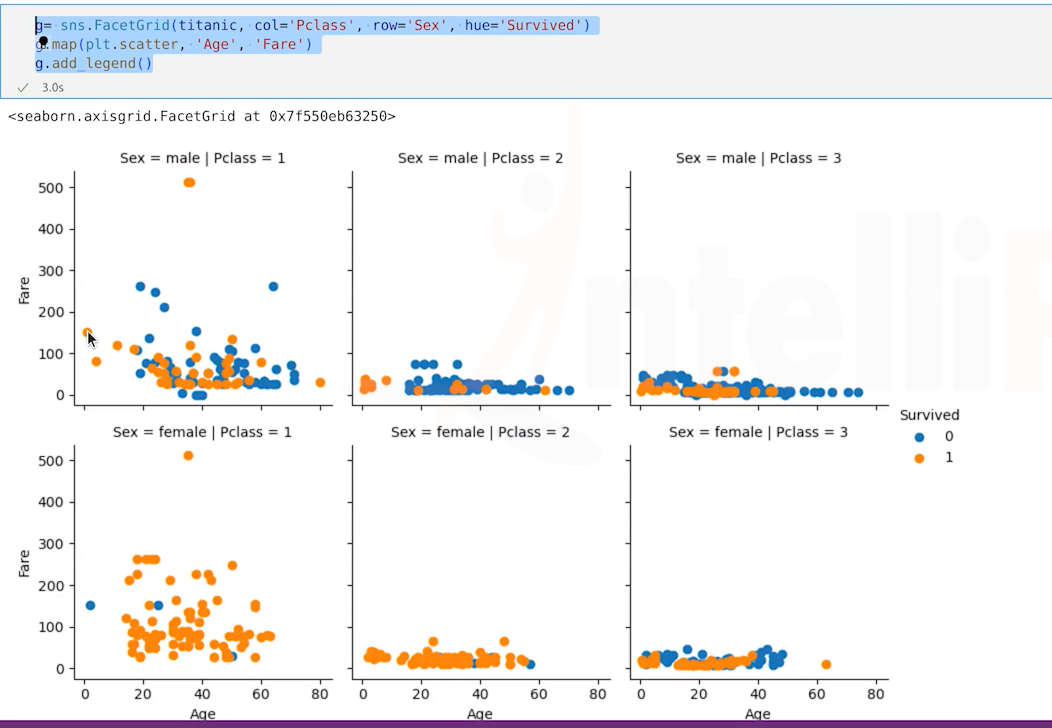 g= sns.FacetGrid(titanic, col='Pclass', row='Sex', hue='Survived')
g.map(plt.scatter, 'Age', 'Fare')
g.add_legend()
3.0s
<seaborn.axisgrid.FacetGrid at 0x7f550eb63250>
Sex = male | Pclass = 1
Sex = male | Pclass = 2
Sex = male | Pclass = 3
500
400
300
200
100
0
Fare
Sex = female | Pclass = 1
Sex = female | Pclass = 2
Sex = female | Pclass = 3
500
400
300
200
100
0
Fare
0 20 40 60 80
0 20 40 60 80
0 20 40 60 80
Age
Age
Age
Survived
0
1
ntelli